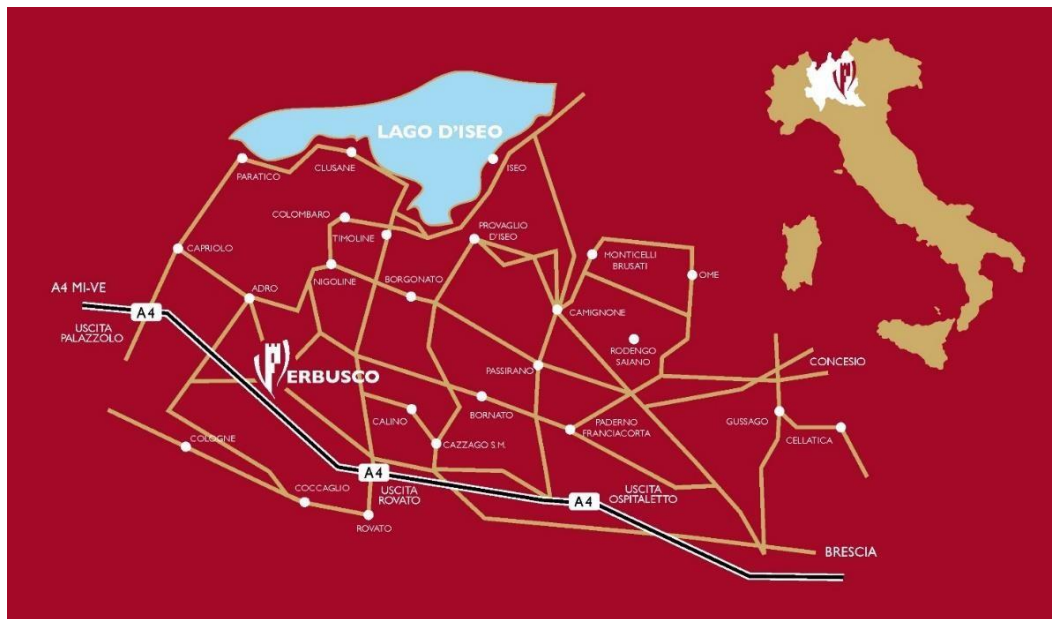 LAGO D'ISEO
ISEO
CLUSANE
PARATICO
COLOMBARO
TIMOLINE
PROVAGLIO
D'ISEO
CAPRIOLO
MONTICELLI
BRUSATI
OME
NIGOLINE
BORGONATO
ADRO
A4 MI-VE
A4
USCITA
PALAZZOLO
CAMIGNONE
RODENGO
SAIANO
CONCESIO
ERBUSCO
PASSIRANO
CALINO
BORNATO
PADERNO
FRANCIACORTA
GUSSAGO
CELLATICA
COLOGNE
CAZZAGO S.M.
A4
USCITA
ROVATO
COCCAGLIO
ROVATO
A4
USCITA
OSPITALETTO
BRESCIA